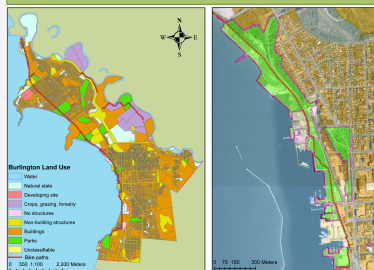 N
W
E
S
Burlington Land Use
Water
Natural state
Developing site
Crops, grazing, forestry
No structures
Non-building structures
Buildings
Parks
Unclassifiable
Bike paths
0 550 1,100 2,200 Meters
0 75 150 300 Meters